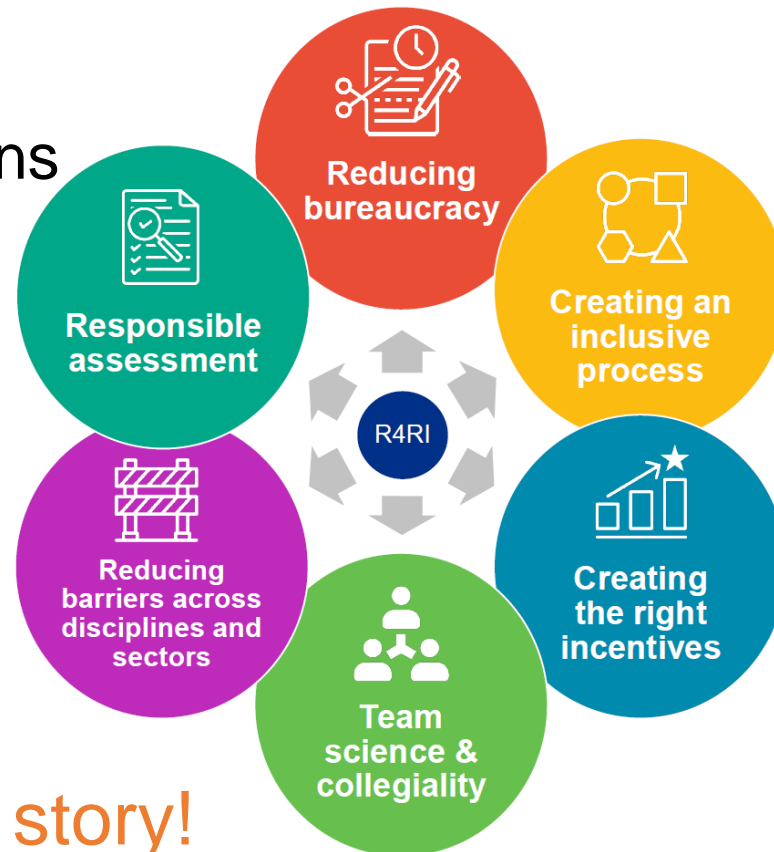 ns
Reducing
bureaucracy
Responsible
assessment
Creating an
inclusive
process
R4RI
Reducing
barriers across
disciplines and
sectors
Creating
the right
incentives
Team
science &
collegiality
story!